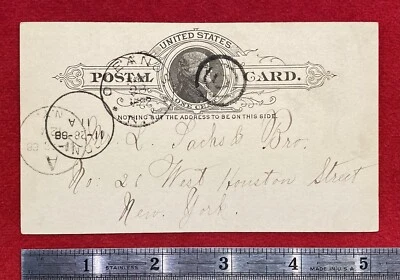 UNITED STATES
POSTAL CARD.
ONE CENT
NOTHING BUT THE ADDRESS TO BE ON THIS SIDE.
11-26-88
L. Sachs & Bro.
No. 26 West Houston Street
New York.
1 2 3 4 5
STAINLESS MADE IN U.S.A.